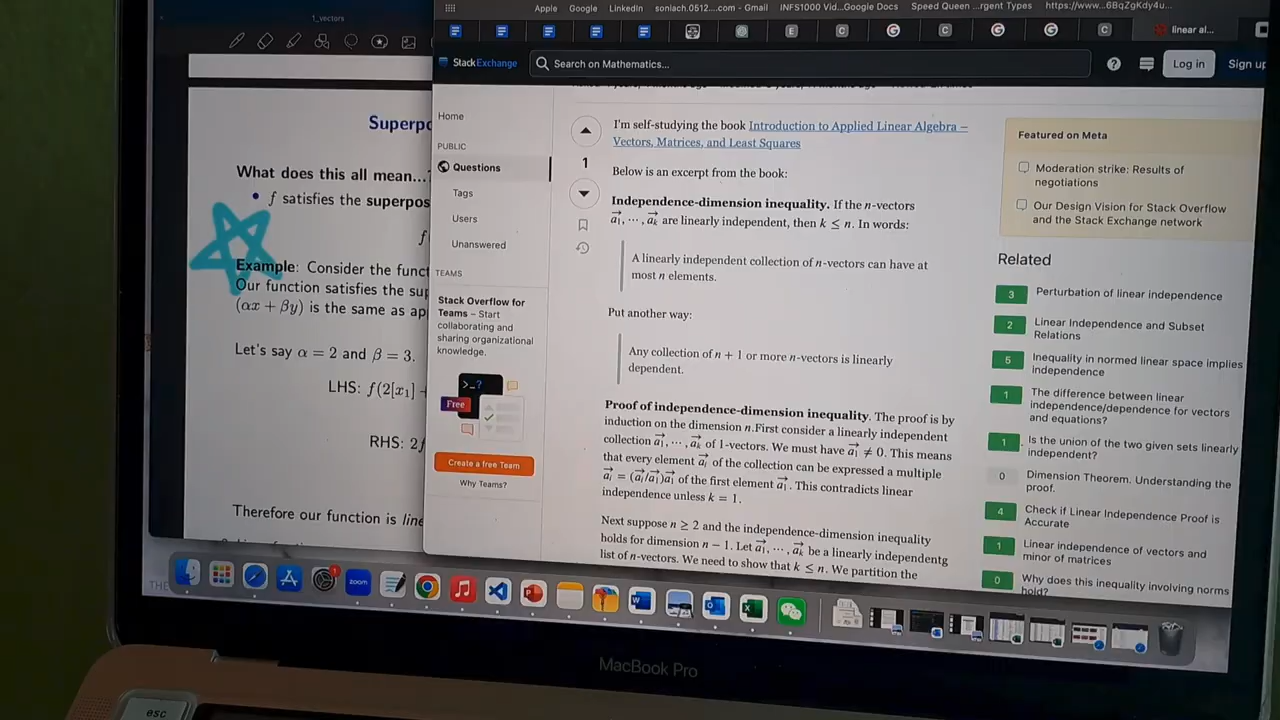 1_vectors
Apple Google LinkedIn sonlach.0512...com - Gmail INFS1000 Vid...Google Docs Speed Queen ...rgent Types https://www...6BqZgKdy4u...
linear al...
StackExchange
Search on Mathematics...
Log in
Sign up
Superpo
What does this all mean...?
• f satisfies the superpos
f(
Example: Consider the funct
Our function satisfies the sup
(αx + βy) is the same as ap
Let's say α = 2 and β = 3.
LHS: f(2[x₁] +
RHS: 2f
Therefore our function is line
Home
PUBLIC
Questions
Tags
Users
Unanswered
TEAMS
Stack Overflow for
Teams – Start
collaborating and
sharing organizational
knowledge.
>_?
Free
Create a free Team
Why Teams?
1
I'm self-studying the book Introduction to Applied Linear Algebra –
Vectors, Matrices, and Least Squares
Below is an excerpt from the book:
Independence-dimension inequality. If the n-vectors
a₁, ⋯, aₖ are linearly independent, then k ≤ n. In words:
A linearly independent collection of n-vectors can have at
most n elements.
Put another way:
Any collection of n + 1 or more n-vectors is linearly
dependent.
Proof of independence-dimension inequality. The proof is by
induction on the dimension n.First consider a linearly independent
collection a₁, ⋯, aₖ of 1-vectors. We must have a₁ ≠ 0. This means
that every element aᵢ of the collection can be expressed a multiple
aᵢ = (aᵢ/a₁)a₁ of the first element a₁. This contradicts linear
independence unless k = 1.
Next suppose n ≥ 2 and the independence-dimension inequality
holds for dimension n − 1. Let a₁, ⋯, aₖ be a linearly independentg
list of n-vectors. We need to show that k ≤ n. We partition the
Featured on Meta
Moderation strike: Results of
negotiations
Our Design Vision for Stack Overflow
and the Stack Exchange network
Related
3 Perturbation of linear independence
2 Linear Independence and Subset
Relations
5 Inequality in normed linear space implies
independence
1 The difference between linear
independence/dependence for vectors
and equations?
1 Is the union of the two given sets linearly
independent?
0 Dimension Theorem. Understanding the
proof.
4 Check if Linear Independence Proof is
Accurate
1 Linear independence of vectors and
minor of matrices
0 Why does this inequality involving norms
hold?
zoom
MacBook Pro
esc